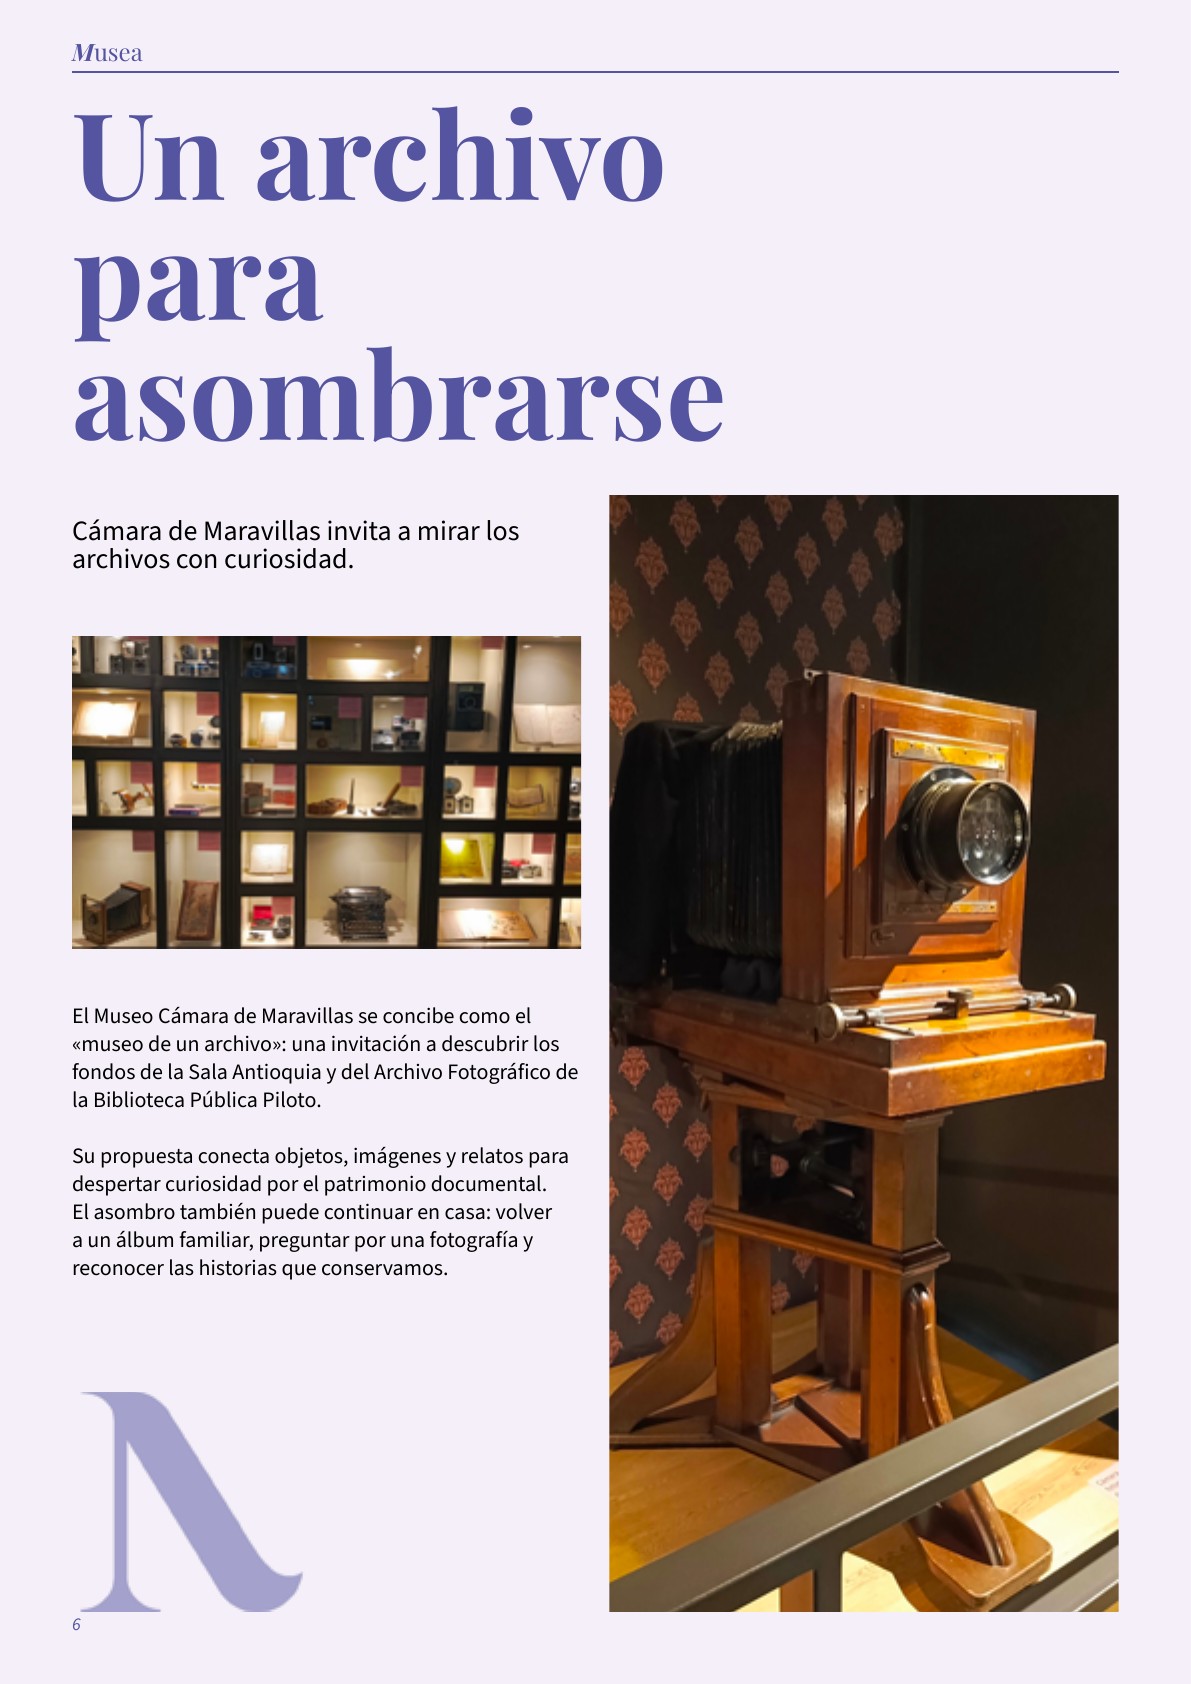 Musea
Un archivo
para
asombrarse
Cámara de Maravillas invita a mirar los
archivos con curiosidad.
El Museo Cámara de Maravillas se concibe como el
«museo de un archivo»: una invitación a descubrir los
fondos de la Sala Antioquia y del Archivo Fotográfico de
la Biblioteca Pública Piloto.
Su propuesta conecta objetos, imágenes y relatos para
despertar curiosidad por el patrimonio documental.
El asombro también puede continuar en casa: volver
a un álbum familiar, preguntar por una fotografía y
reconocer las historias que conservamos.
6